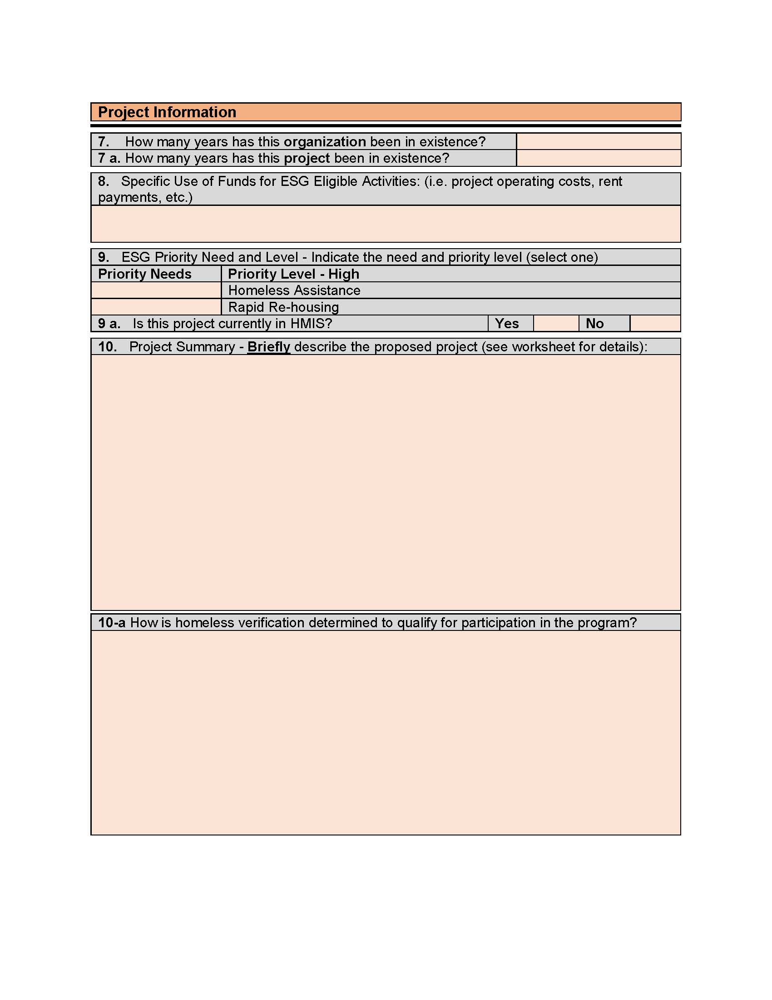 Project Information
7. How many years has this organization been in existence?
7 a. How many years has this project been in existence?
8. Specific Use of Funds for ESG Eligible Activities: (i.e. project operating costs, rent
payments, etc.)
9. ESG Priority Need and Level - Indicate the need and priority level (select one)
Priority Needs Priority Level - High
Homeless Assistance
Rapid Re-housing
9 a. Is this project currently in HMIS? Yes No
10. Project Summary - Briefly describe the proposed project (see worksheet for details):
10-a How is homeless verification determined to qualify for participation in the program?